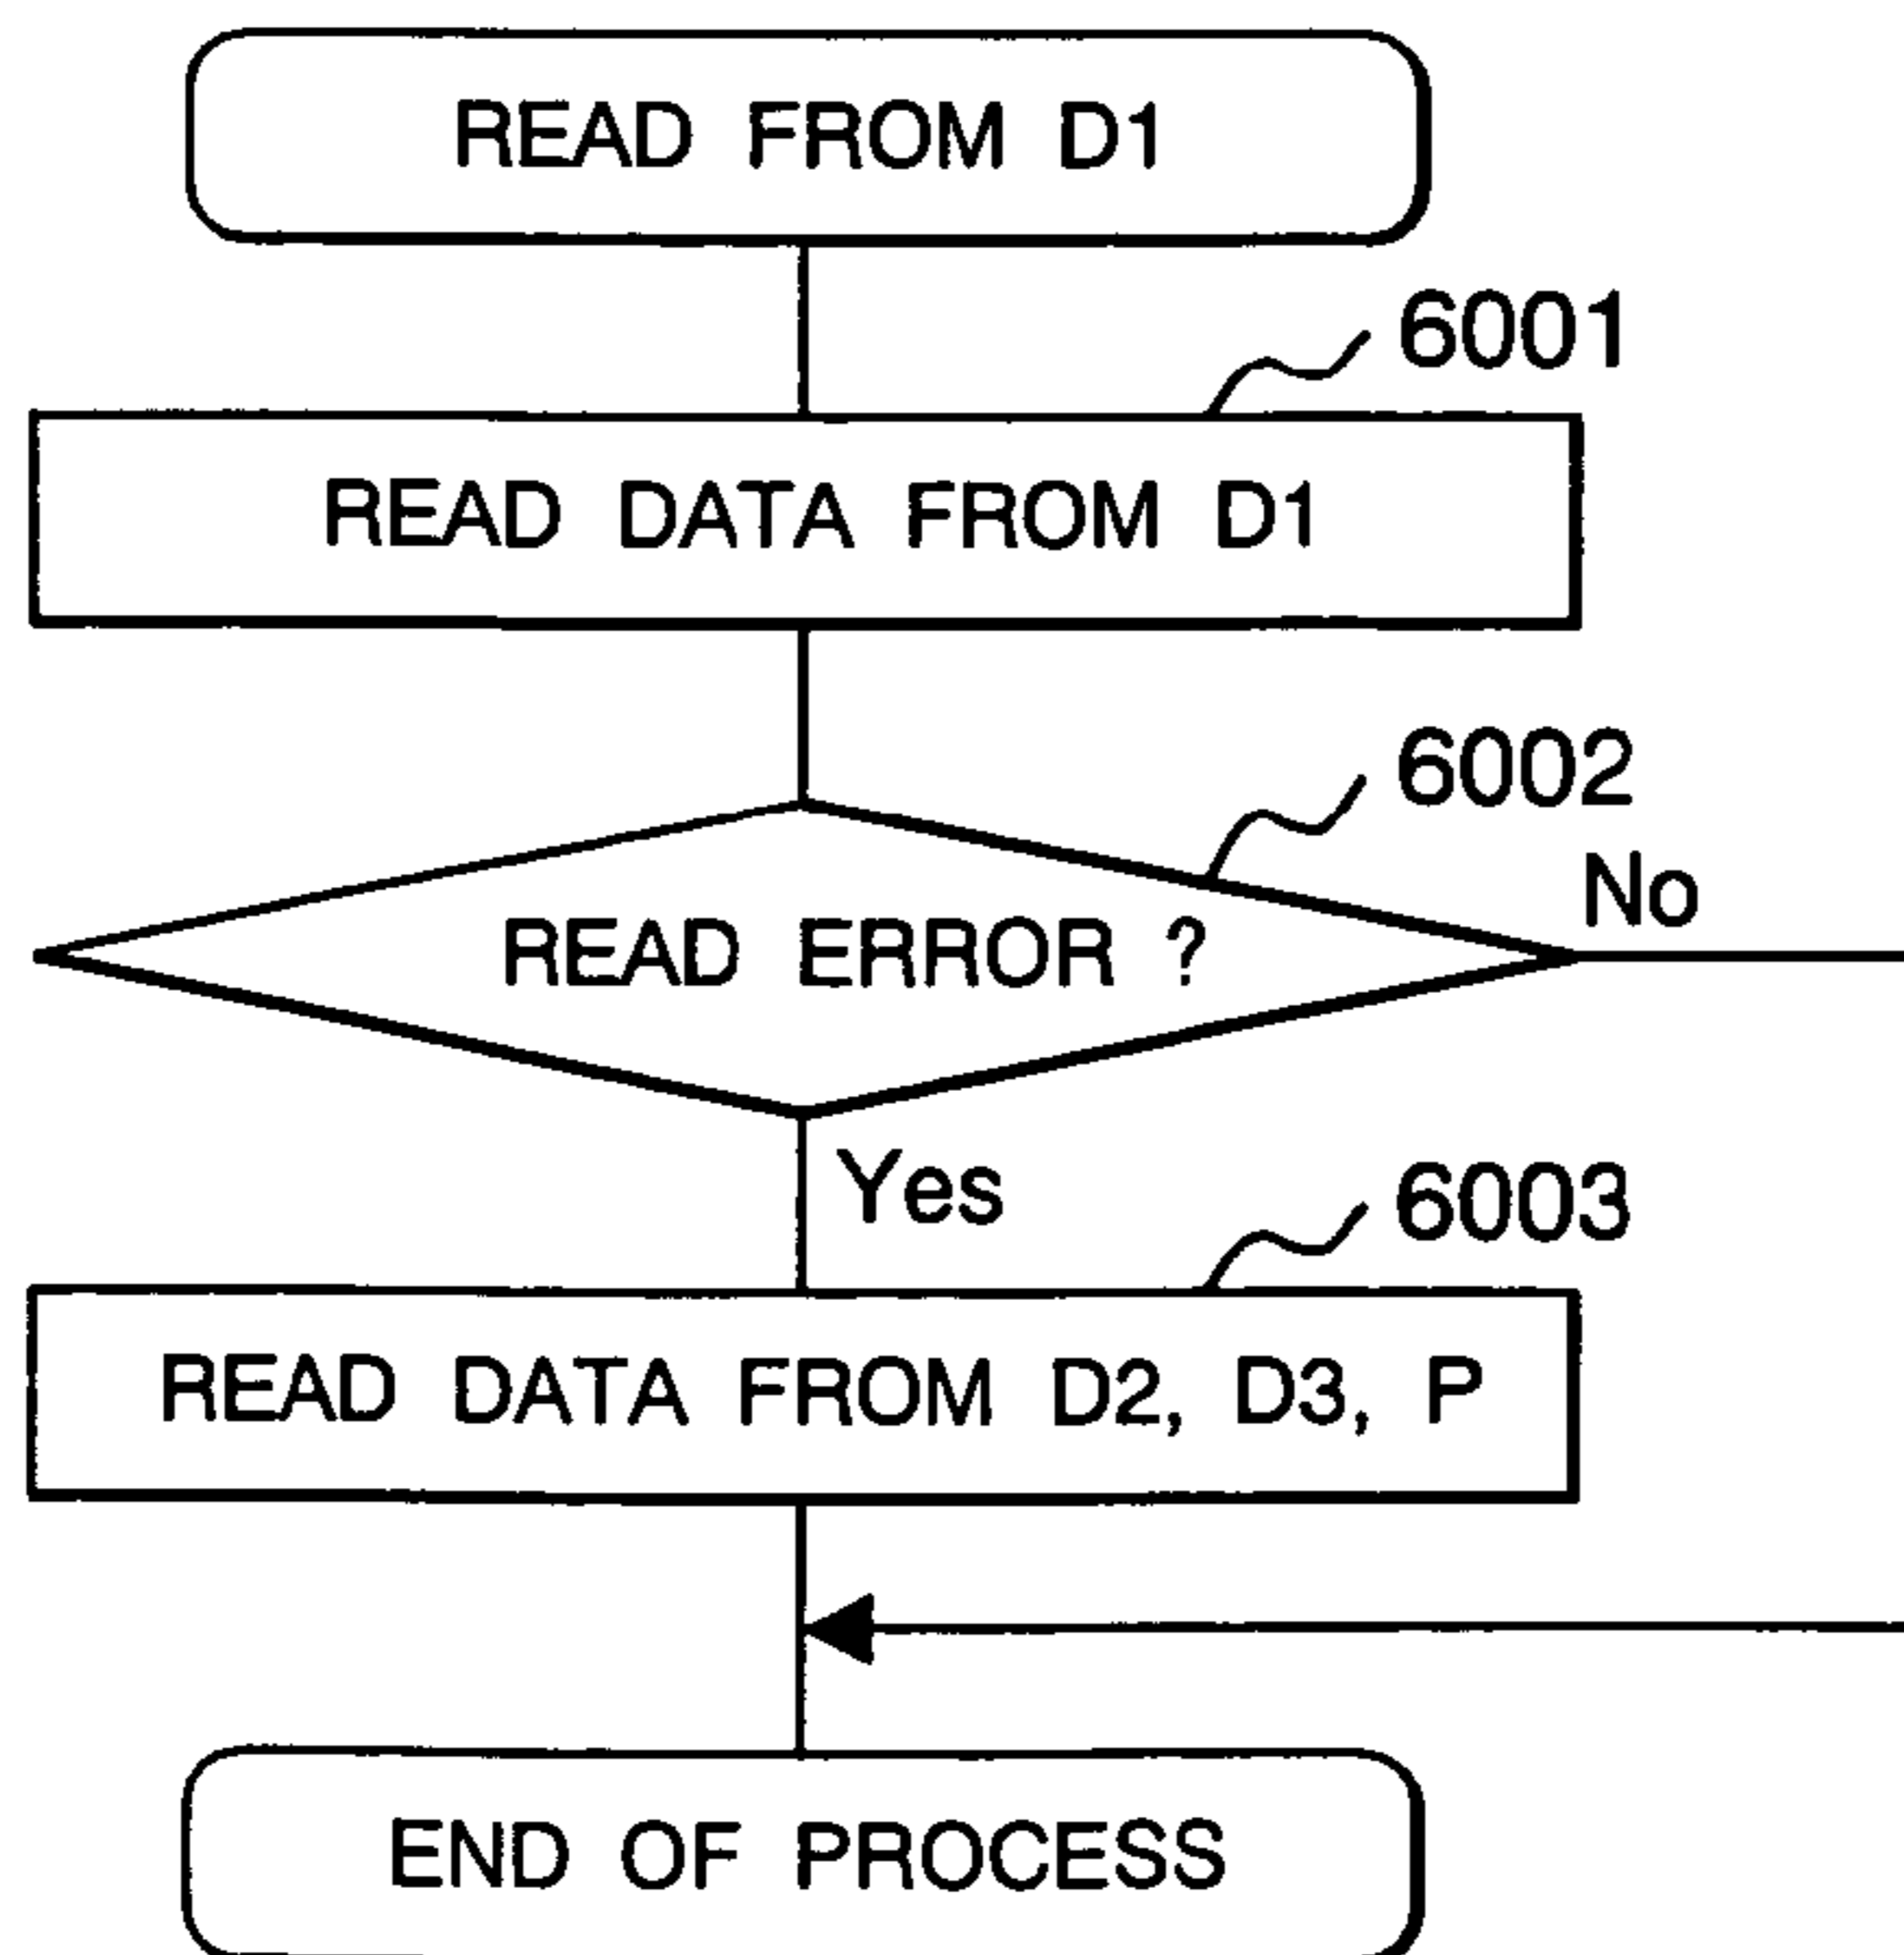 READ FROM D1
6001
READ DATA FROM D1
6002
No
READ ERROR ?
Yes
6003
READ DATA FROM D2, D3, P
END OF PROCESS